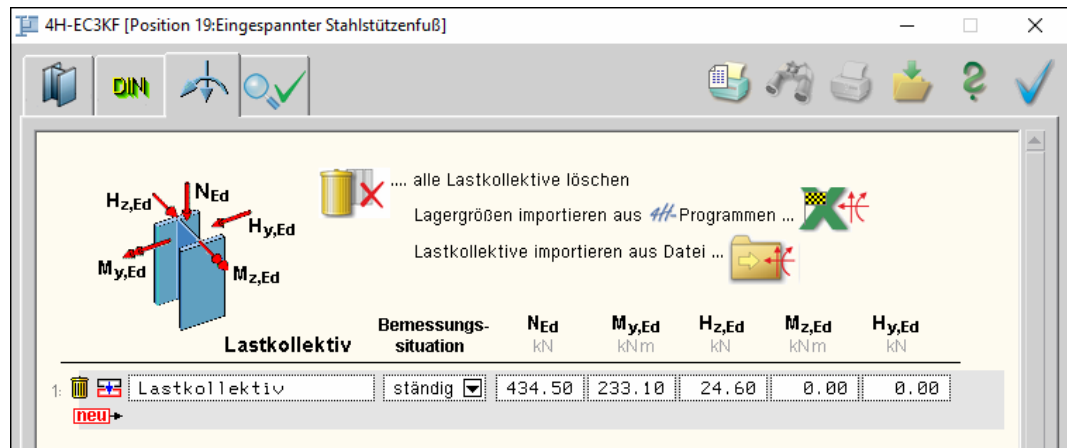 4H-EC3KF [Position 19:Eingespannter Stahlstützenfuß]
DIN
.... alle Lastkollektive löschen
Lagergrößen importieren aus 4H-Programmen ...
Lastkollektive importieren aus Datei ...
Hz,Ed
NEd
Hy,Ed
My,Ed
Mz,Ed
Lastkollektiv Bemessungs-situation NEd kN My,Ed kNm Hz,Ed kN Mz,Ed kNm Hy,Ed kN
1: Lastkollektiv ständig 434.50 233.10 24.60 0.00 0.00
neu